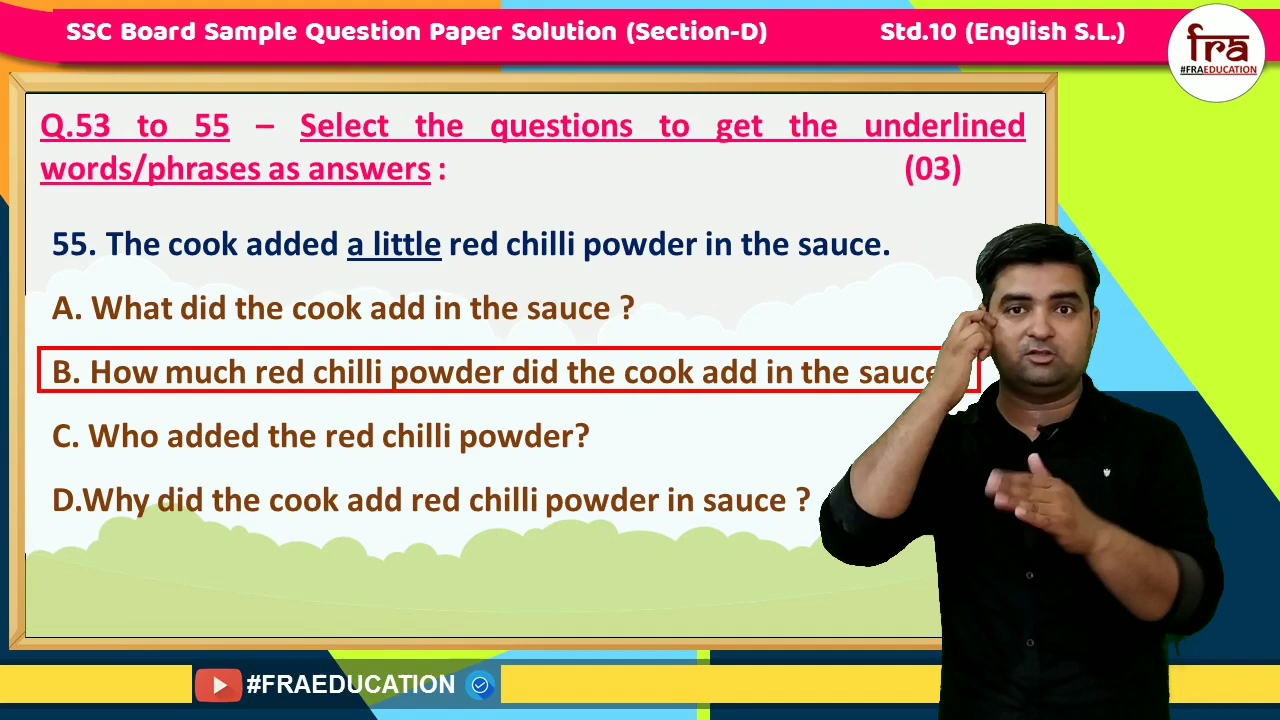 SSC Board Sample Question Paper Solution (Section-D)
Std.10 (English S.L.)
fra
#FRAEDUCATION
Q.53 to 55 – Select the questions to get the underlined
words/phrases as answers :
(03)
55. The cook added a little red chilli powder in the sauce.
A. What did the cook add in the sauce ?
B. How much red chilli powder did the cook add in the sauce
C. Who added the red chilli powder?
D.Why did the cook add red chilli powder in sauce ?
#FRAEDUCATION